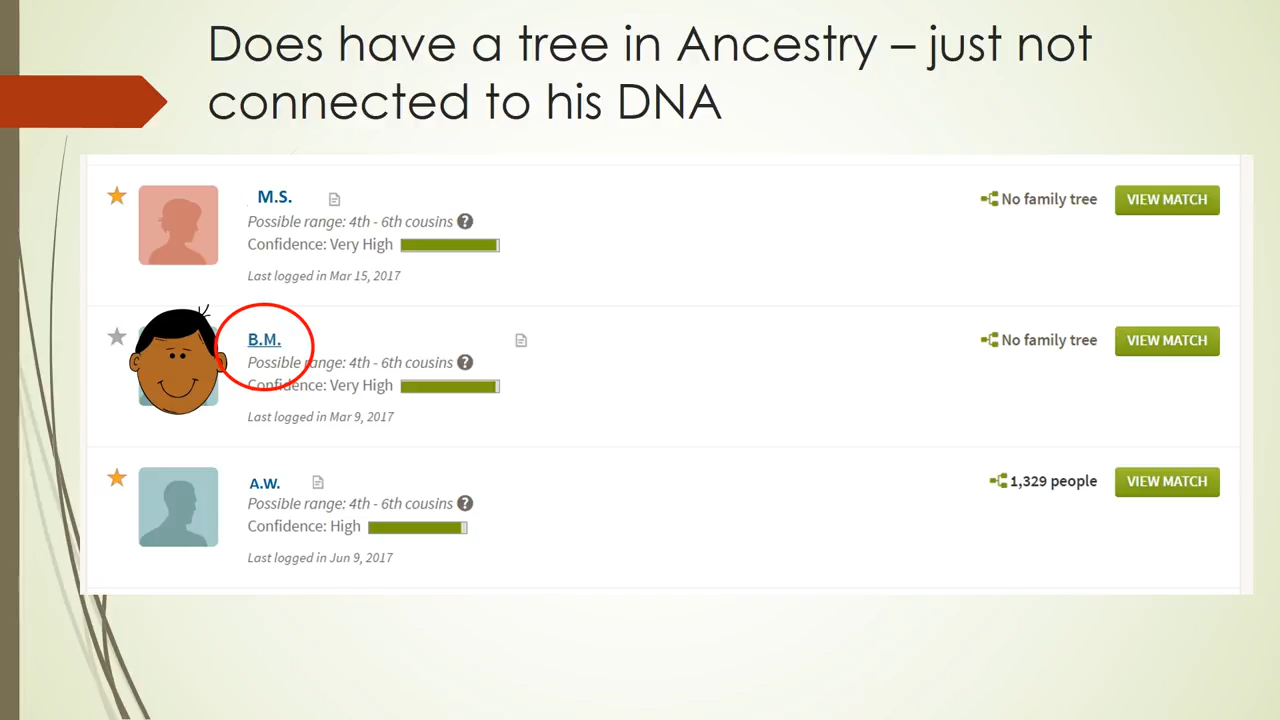 Does have a tree in Ancestry – just not
connected to his DNA
M.S.
No family tree
VIEW MATCH
Possible range: 4th - 6th cousins ?
Confidence: Very High
Last logged in Mar 15, 2017
B.M.
No family tree
VIEW MATCH
Possible range: 4th - 6th cousins ?
Confidence: Very High
Last logged in Mar 9, 2017
A.W.
1,329 people
VIEW MATCH
Possible range: 4th - 6th cousins ?
Confidence: High
Last logged in Jun 9, 2017